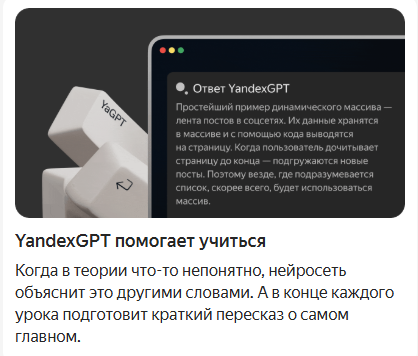 YaGPT
Ответ YandexGPT
Простейший пример динамического массива —
лента постов в соцсетях. Их данные хранятся
в массиве и с помощью кода выводятся
на страницу. Когда пользователь дочитывает
страницу до конца — подгружаются новые
посты. Поэтому везде, где подразумевается
список, скорее всего, будет использоваться
массив.
YandexGPT помогает учиться
Когда в теории что-то непонятно, нейросеть
объяснит это другими словами. А в конце каждого
урока подготовит краткий пересказ о самом
главном.